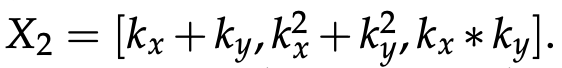 X₂ = [kₓ + k_y, kₓ² + k_y², kₓ * k_y].